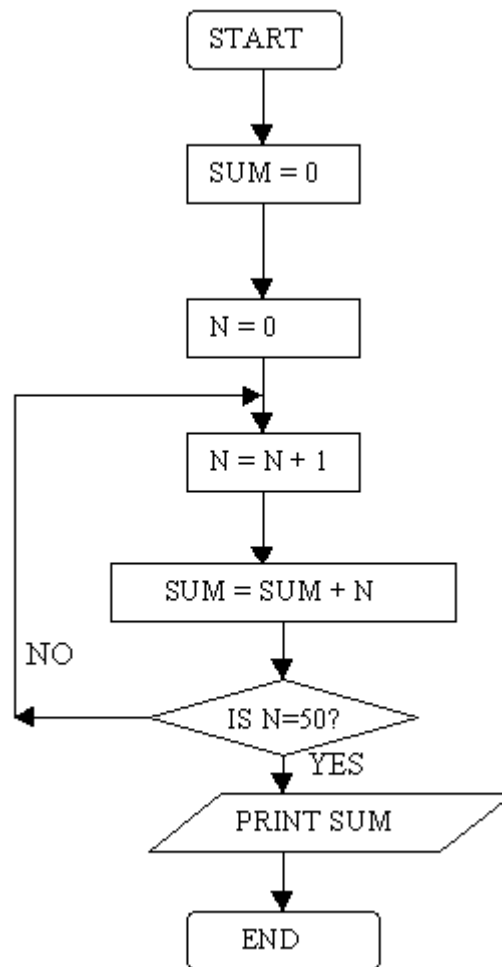 START
SUM = 0
N = 0
N = N + 1
SUM = SUM + N
NO
IS N=50?
YES
PRINT SUM
END